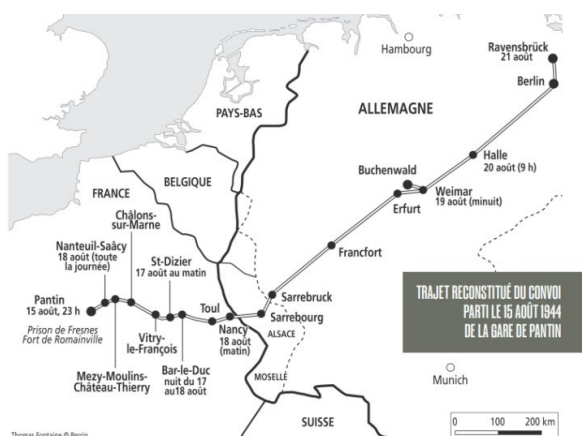 Hambourg
Ravensbrück
21 août
Berlin
PAYS-BAS
ALLEMAGNE
Halle
20 août (9 h)
Buchenwald
Weimar
19 août (minuit)
Erfurt
BELGIQUE
FRANCE
Châlons-
sur-Marne
Nanteuil-Saâcy
18 août (toute
la journée)
St-Dizier
17 août au matin
Francfort
Pantin
15 août, 23 h
Prison de Fresnes
Fort de Romainville
Toul
Sarrebruck
Sarrebourg
Nancy
18 août
(matin)
ALSACE
Vitry-
le-François
Bar-le-Duc
nuit du 17
au18 août
Mezy-Moulins-
Château-Thierry
MOSELLE
TRAJET RECONSTITUÉ DU CONVOI
PARTI LE 15 AOÛT 1944
DE LA GARE DE PANTIN
Munich
SUISSE
0 100 200 km
Thomas Fontaine © Perrin